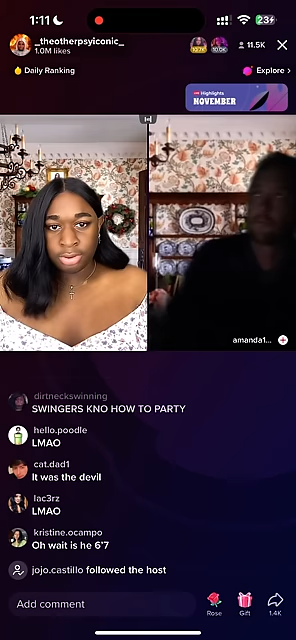 1:11
23
_theotherpsyiconic_
1.0M likes
11.5K
Daily Ranking
Explore >
Highlights
NOVEMBER
amanda1...
dirtneckswinning
SWINGERS KNO HOW TO PARTY
hello.poodle
LMAO
cat.dad1
It was the devil
lac3rz
LMAO
kristine.ocampo
Oh wait is he 6'7
jojo.castillo followed the host
Add comment
Rose
Gift
1.4K